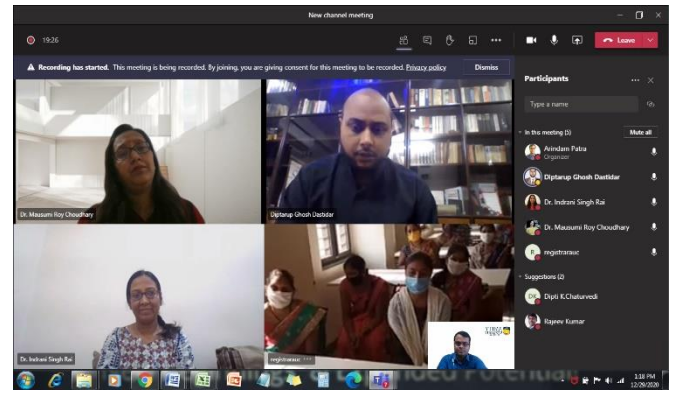 New channel meeting
19:26
Leave
Recording has started. This meeting is being recorded. By joining, you are giving consent for this meeting to be recorded. Privacy policy
Dismiss
Participants
Type a name
In this meeting (5)
Mute all
Arindam Patra
Organizer
Diptarup Ghosh Dastidar
Dr. Indrani Singh Rai
Dr. Mausumi Roy Choudhary
R
registrarauc
Suggestions (2)
DK
Dipti K.Chaturvedi
Rajeev Kumar
Dr. Mausumi Roy Choudhary
Diptarup Ghosh Dastidar
Dr. Indrani Singh Rai
registrarauc
Potential
1:18 PM
12/29/2020